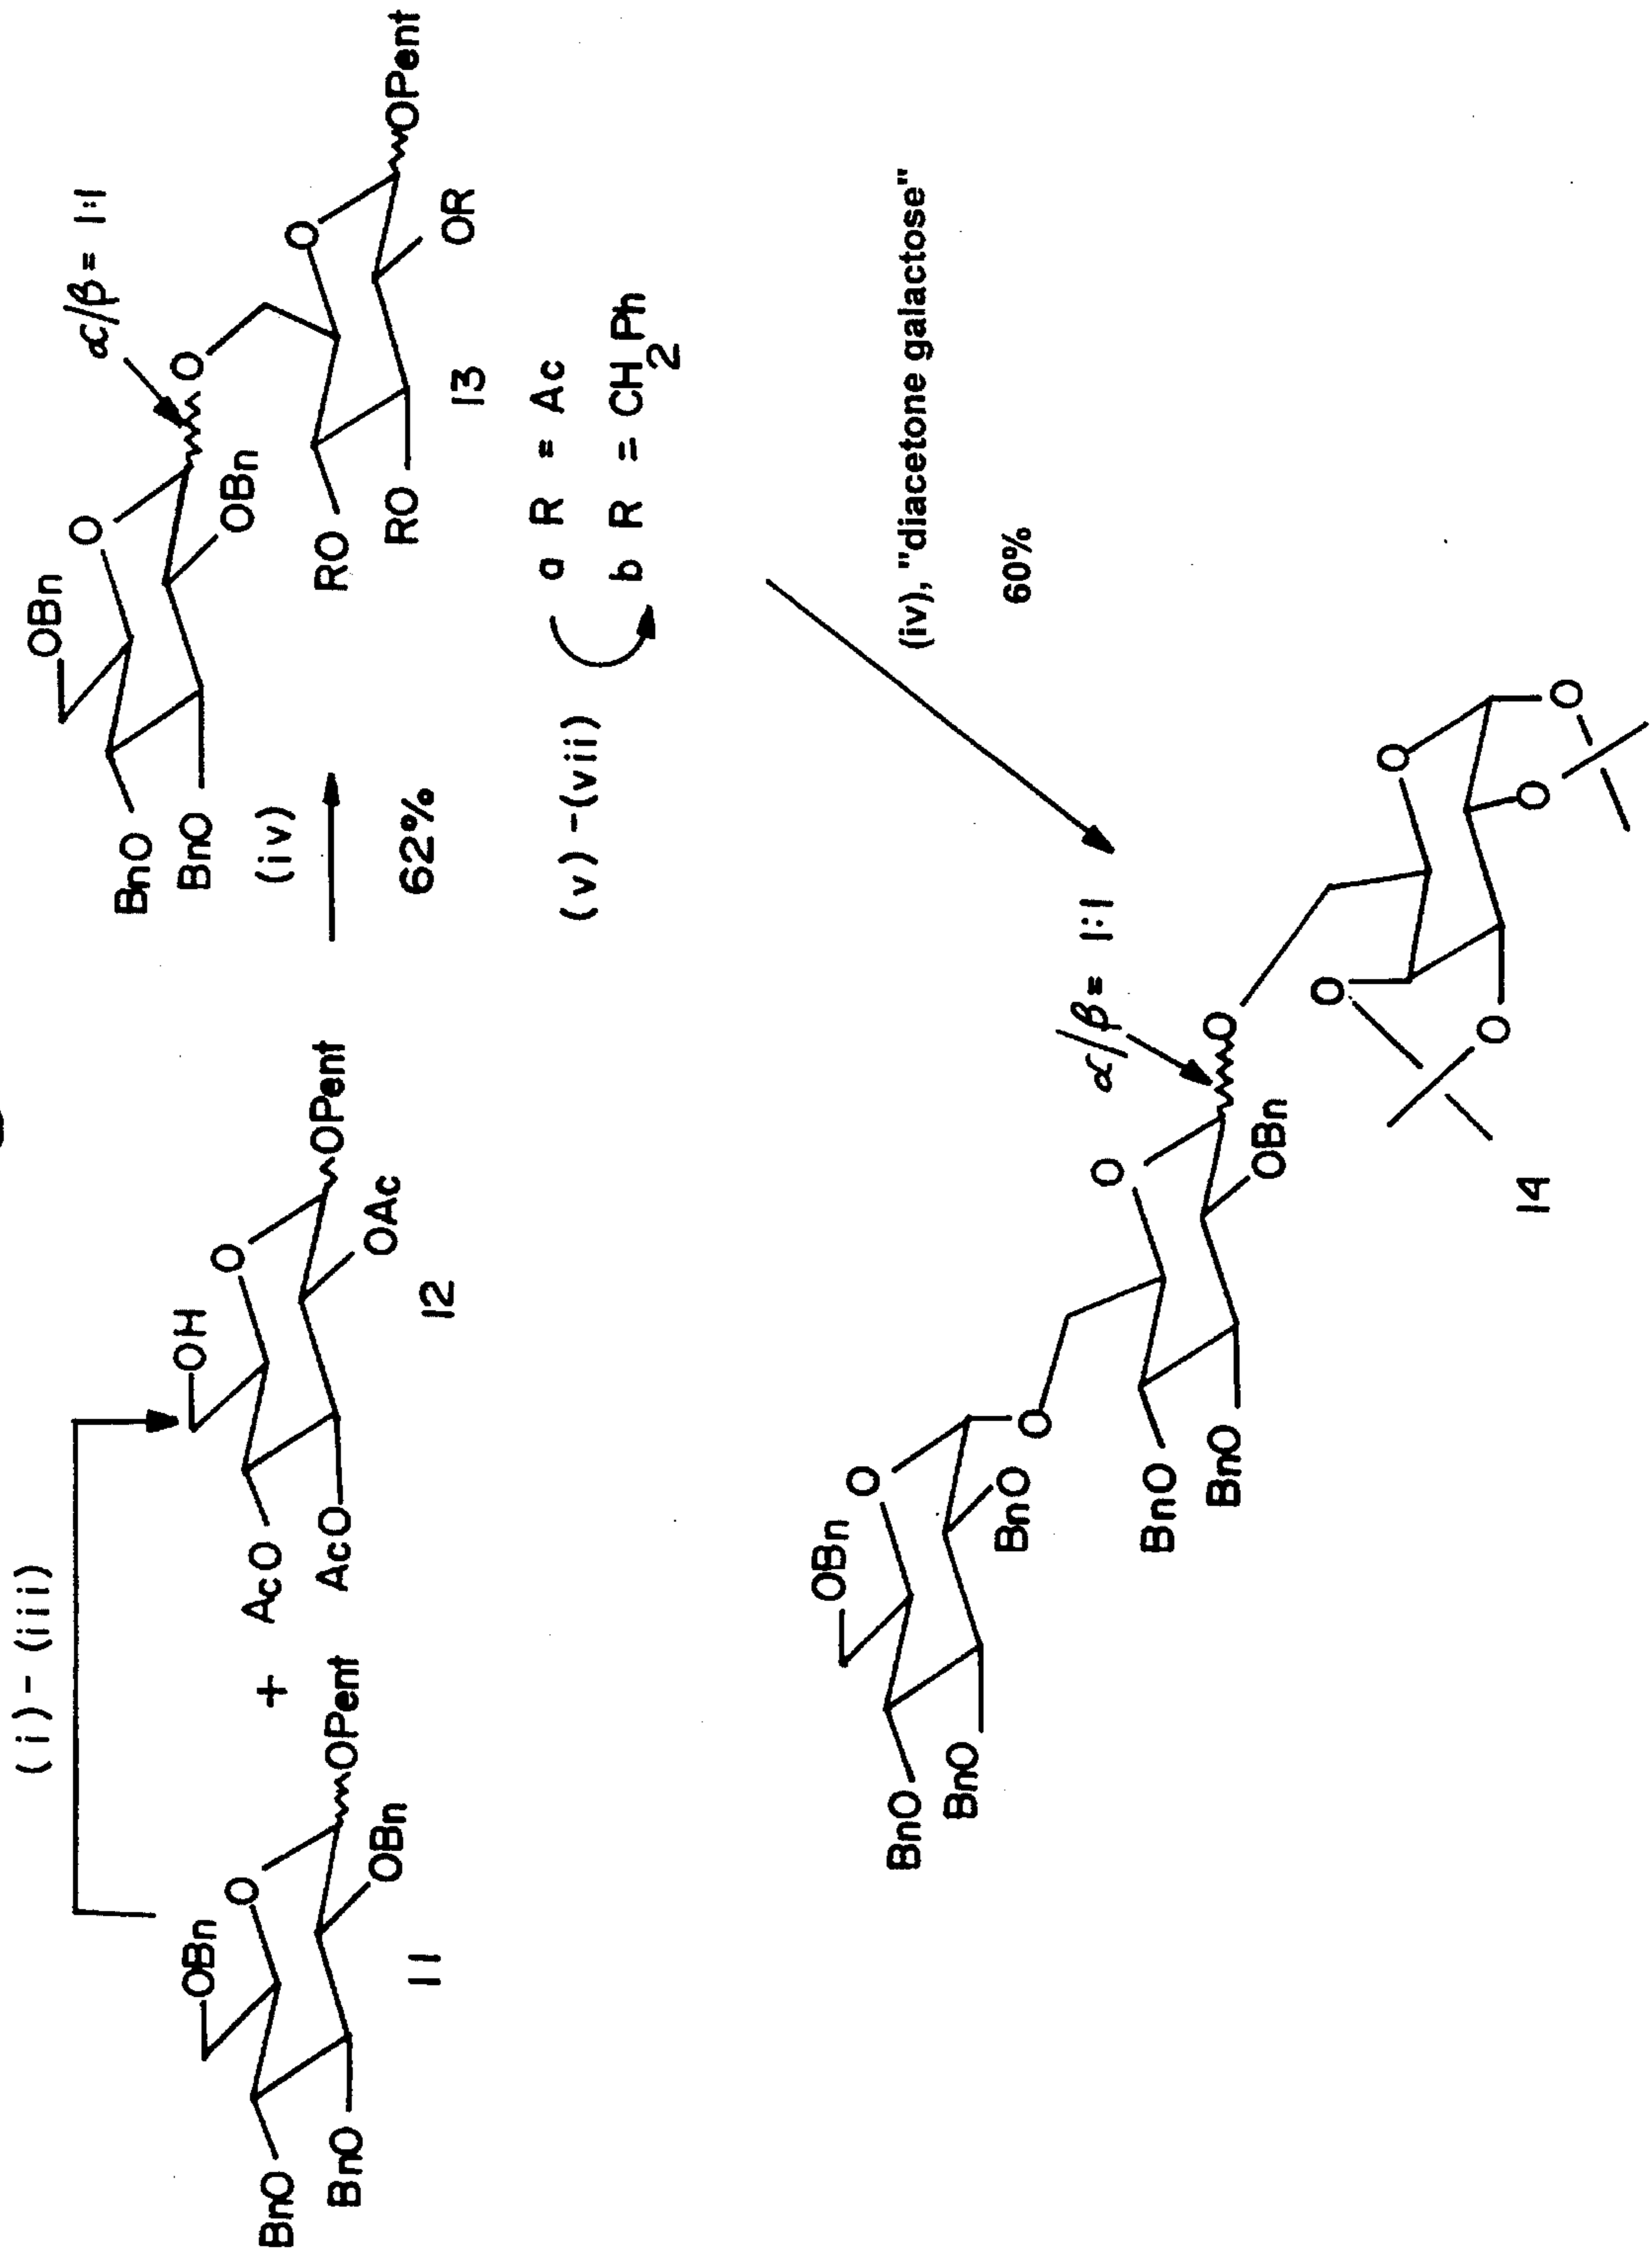 (i)-(iii)
OBn
O
BnO
BnO
OBn
OPent
11
+
OH
O
AcO
AcO
OAc
OPent
12
(iv)
62%
OBn
O
BnO
BnO
OBn
α/β = 1:1
O
O
RO
RO
OR
OPent
13
a R = Ac
b R = CH2Ph
(v)-(vii)
(iv), "diacetone galactose"
60%
OBn
O
BnO
BnO
BnO
O
O
BnO
BnO
OBn
α/β = 1:1
O
O
O
O
O
O
14